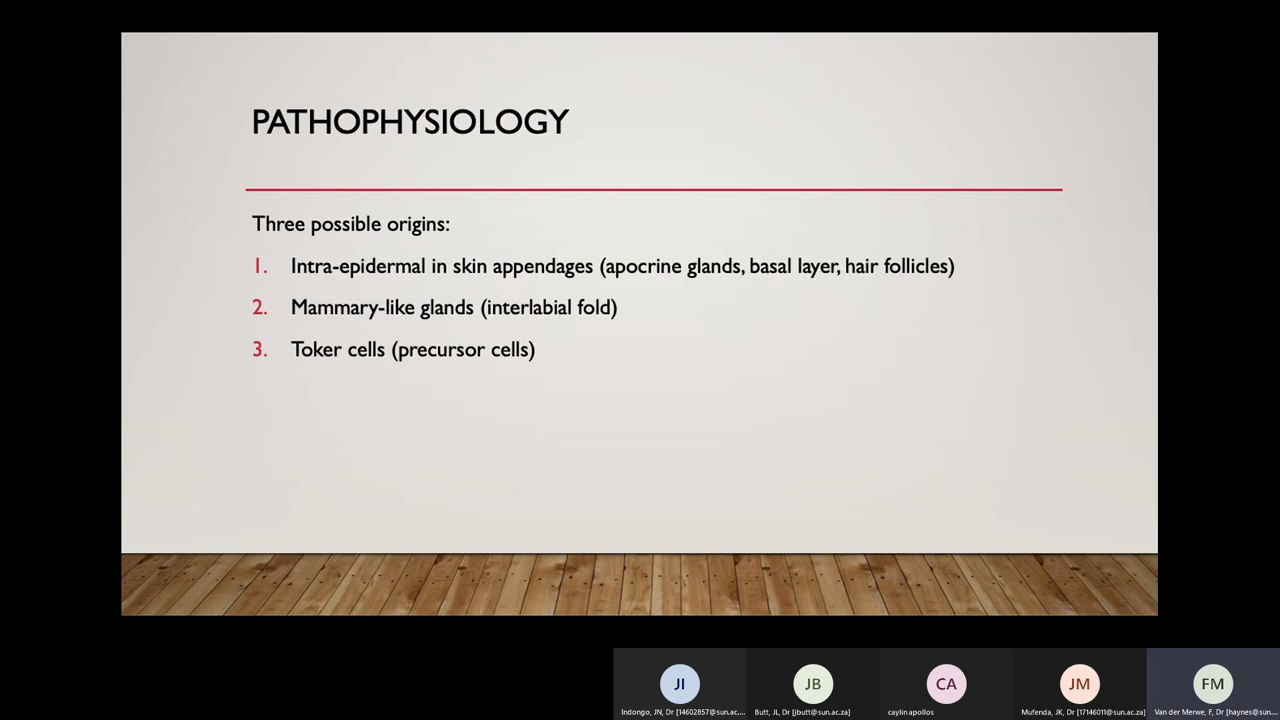 PATHOPHYSIOLOGY
Three possible origins:
1. Intra-epidermal in skin appendages (apocrine glands, basal layer, hair follicles)
2. Mammary-like glands (interlabial fold)
3. Toker cells (precursor cells)
JI
JB
CA
JM
FM
Indongo, JN, Dr [14602857@sun.ac....
Butt, JL, Dr [jbutt@sun.ac.za]
caylin apollos
Mufenda, JK, Dr [17146011@sun.ac.za]
Van der Merwe, F, Dr [haynes@sun...